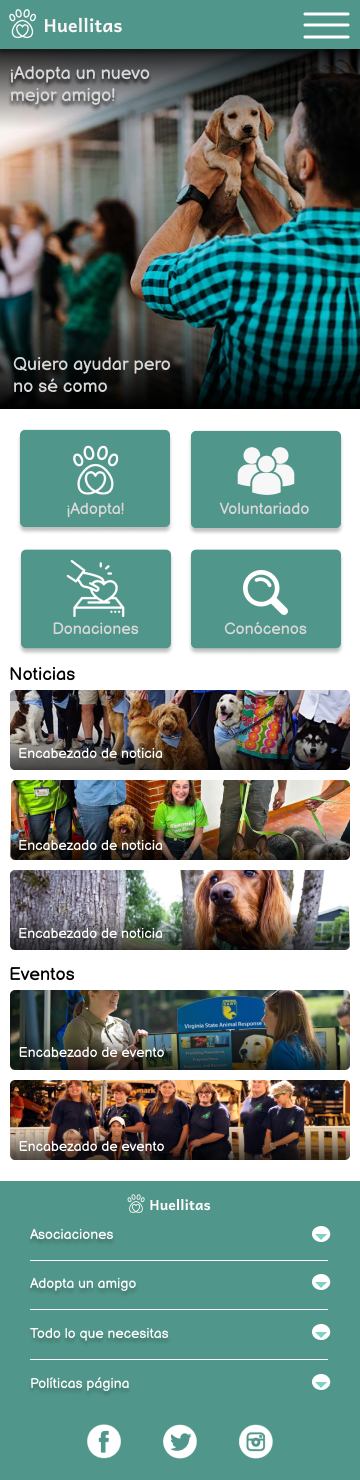 Huellitas
¡Adopta un nuevo
mejor amigo!
Quiero ayudar pero
no sé como
¡Adopta!
Voluntariado
Donaciones
Conócenos
Noticias
Encabezado de noticia
Encabezado de noticia
Encabezado de noticia
Eventos
Virginia State Animal Response
Encabezado de evento
Encabezado de evento
Huellitas
Asociaciones
Adopta un amigo
Todo lo que necesitas
Políticas página